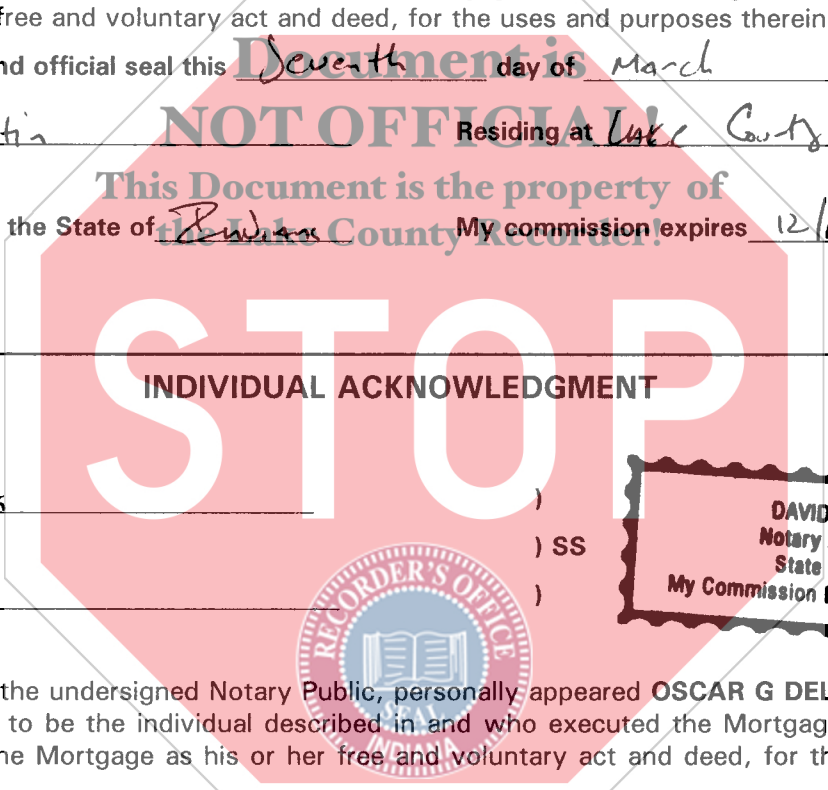 free and voluntary act and deed, for the uses and purposes therein
nd official seal this Seventh day of March
Document is
tin Residing at Lake County
NOT OFFICIAL!
This Document is the property of
the State of Indiana My commission expires 12/
the Lake County Recorder!
STOP
INDIVIDUAL ACKNOWLEDGMENT
)
) SS
)
DAVID
Notary
State
My Commission
RECORDER'S OFFICE
SEAL
INDIANA
the undersigned Notary Public, personally appeared OSCAR G DEL
to be the individual described in and who executed the Mortgag
he Mortgage as his or her free and voluntary act and deed, for th